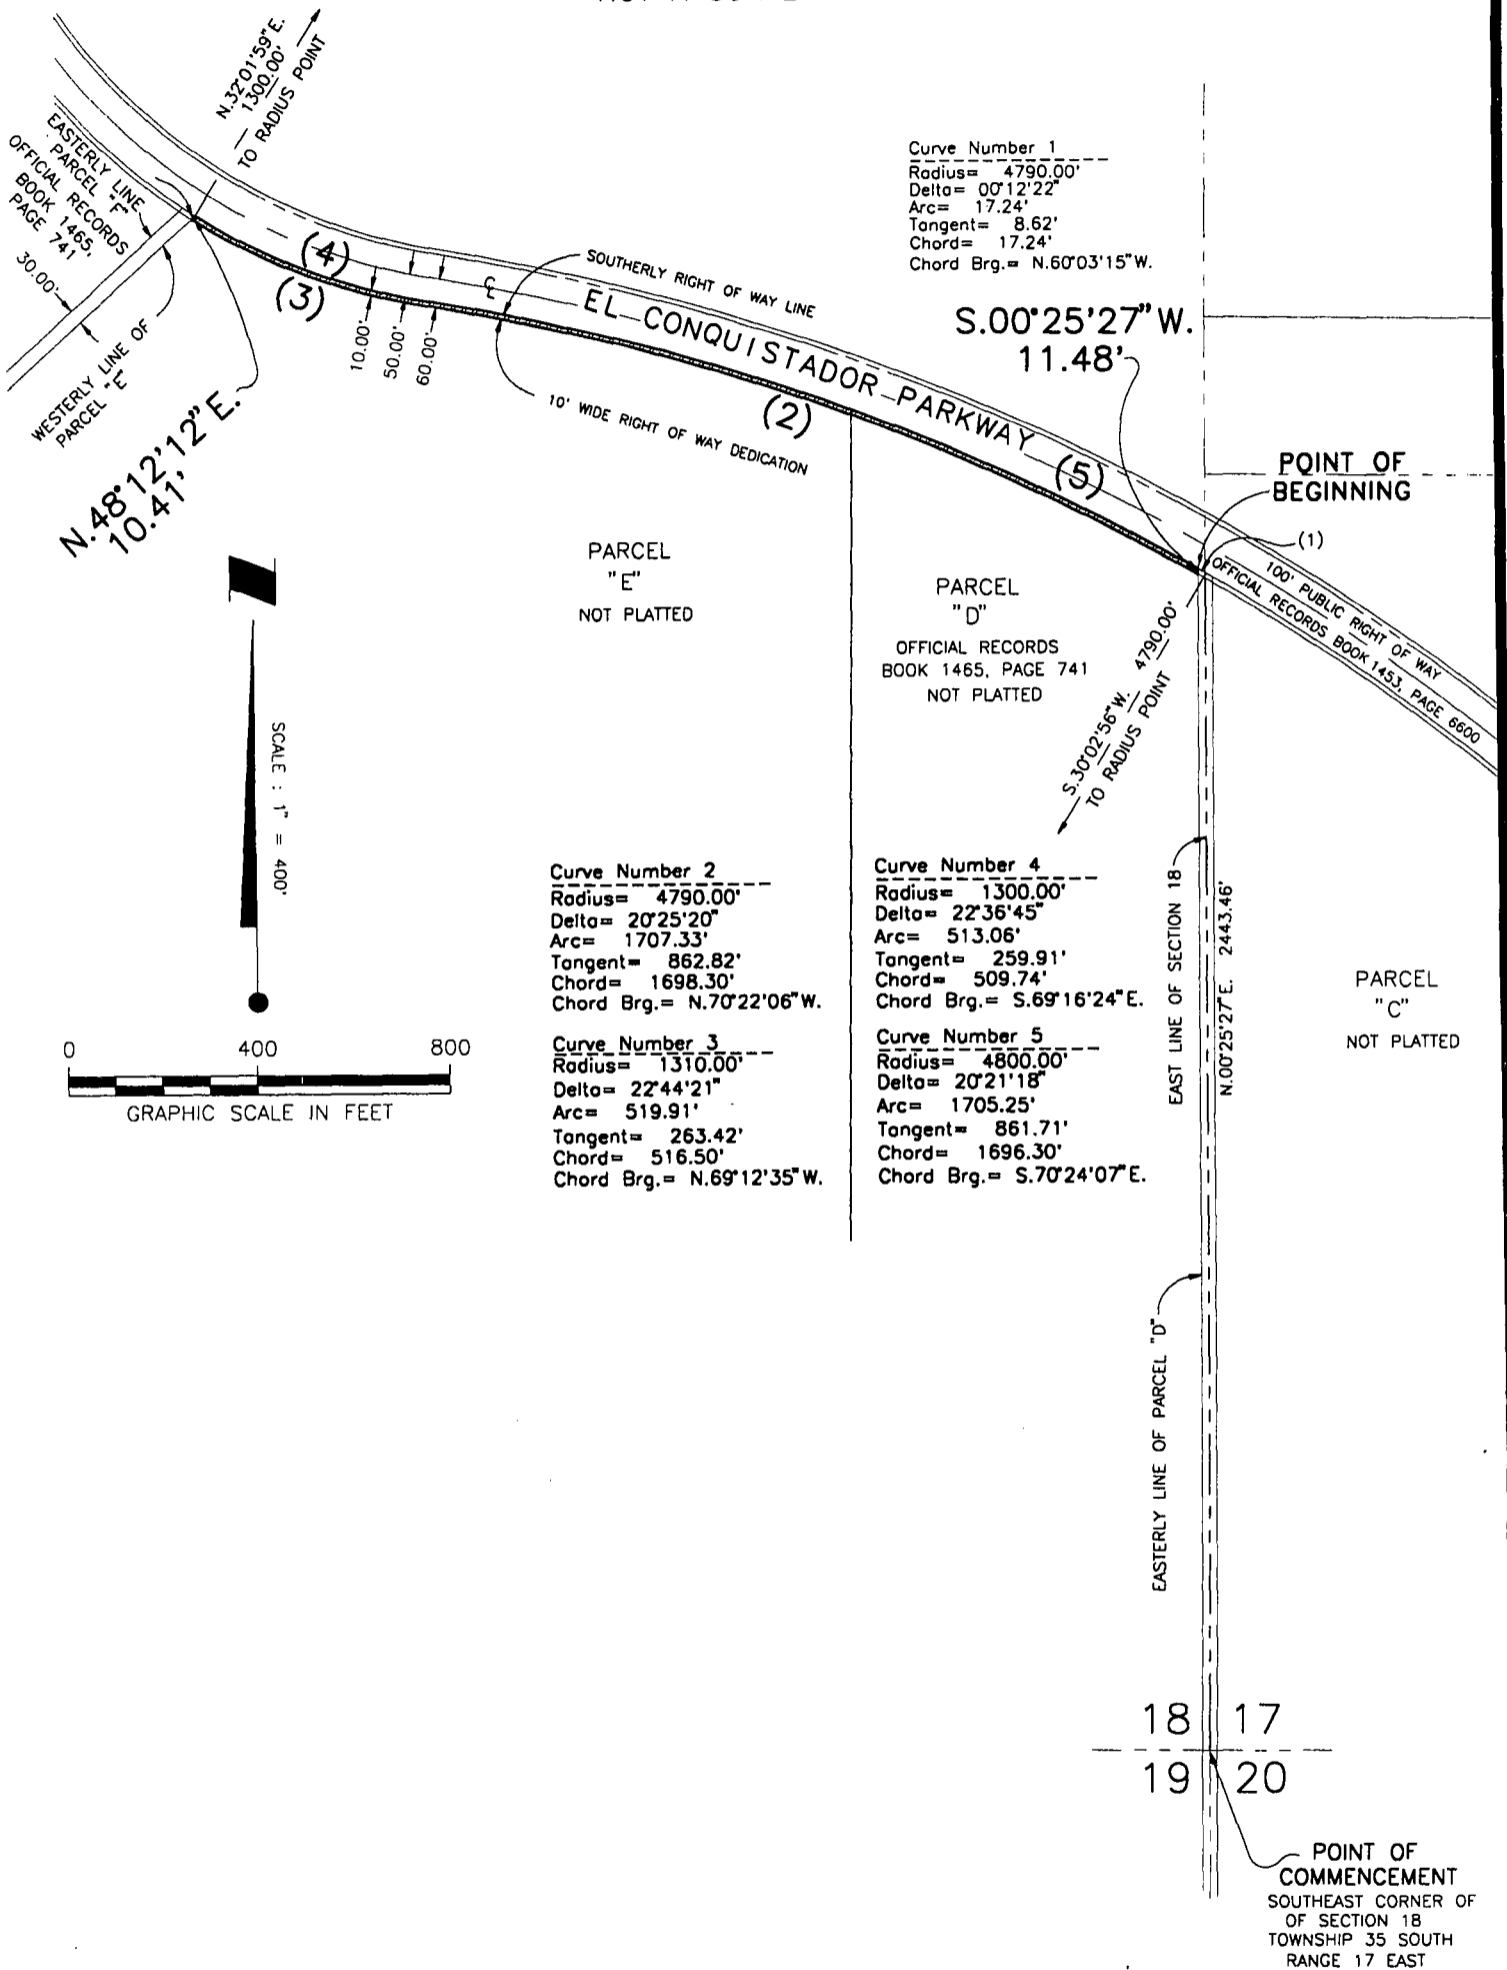 N.32°01'59"E.
1300.00'
TO RADIUS POINT
EASTERLY LINE
PARCEL "F"
OFFICIAL RECORDS
BOOK 1465,
PAGE 741
30.00'
WESTERLY LINE OF
PARCEL "E"
N.48°12'12"E.
10.41'
(4)
(3)
10.00'
50.00'
60.00'
SOUTHERLY RIGHT OF WAY LINE
EL CONQUISTADOR PARKWAY
10' WIDE RIGHT OF WAY DEDICATION
(2)
(5)
Curve Number 1
Radius= 4790.00'
Delta= 00°12'22"
Arc= 17.24'
Tangent= 8.62'
Chord= 17.24'
Chord Brg.= N.60°03'15"W.
S.00°25'27"W.
11.48'
POINT OF
BEGINNING
(1)
100' PUBLIC RIGHT OF WAY
OFFICIAL RECORDS BOOK 1453, PAGE 6600
PARCEL
"E"
NOT PLATTED
PARCEL
"D"
OFFICIAL RECORDS
BOOK 1465, PAGE 741
NOT PLATTED
S.30°02'56"W. 4790.00'
TO RADIUS POINT
SCALE : 1" = 400'
0 400 800
GRAPHIC SCALE IN FEET
Curve Number 2
Radius= 4790.00'
Delta= 20°25'20"
Arc= 1707.33'
Tangent= 862.82'
Chord= 1698.30'
Chord Brg.= N.70°22'06"W.
Curve Number 3
Radius= 1310.00'
Delta= 22°44'21"
Arc= 519.91'
Tangent= 263.42'
Chord= 516.50'
Chord Brg.= N.69°12'35"W.
Curve Number 4
Radius= 1300.00'
Delta= 22°36'45"
Arc= 513.06'
Tangent= 259.91'
Chord= 509.74'
Chord Brg.= S.69°16'24"E.
Curve Number 5
Radius= 4800.00'
Delta= 20°21'18"
Arc= 1705.25'
Tangent= 861.71'
Chord= 1696.30'
Chord Brg.= S.70°24'07"E.
EAST LINE OF SECTION 18
N.00°25'27"E. 2443.46'
PARCEL
"C"
NOT PLATTED
EASTERLY LINE OF PARCEL "D"
18 17
19 20
POINT OF
COMMENCEMENT
SOUTHEAST CORNER OF
OF SECTION 18
TOWNSHIP 35 SOUTH
RANGE 17 EAST